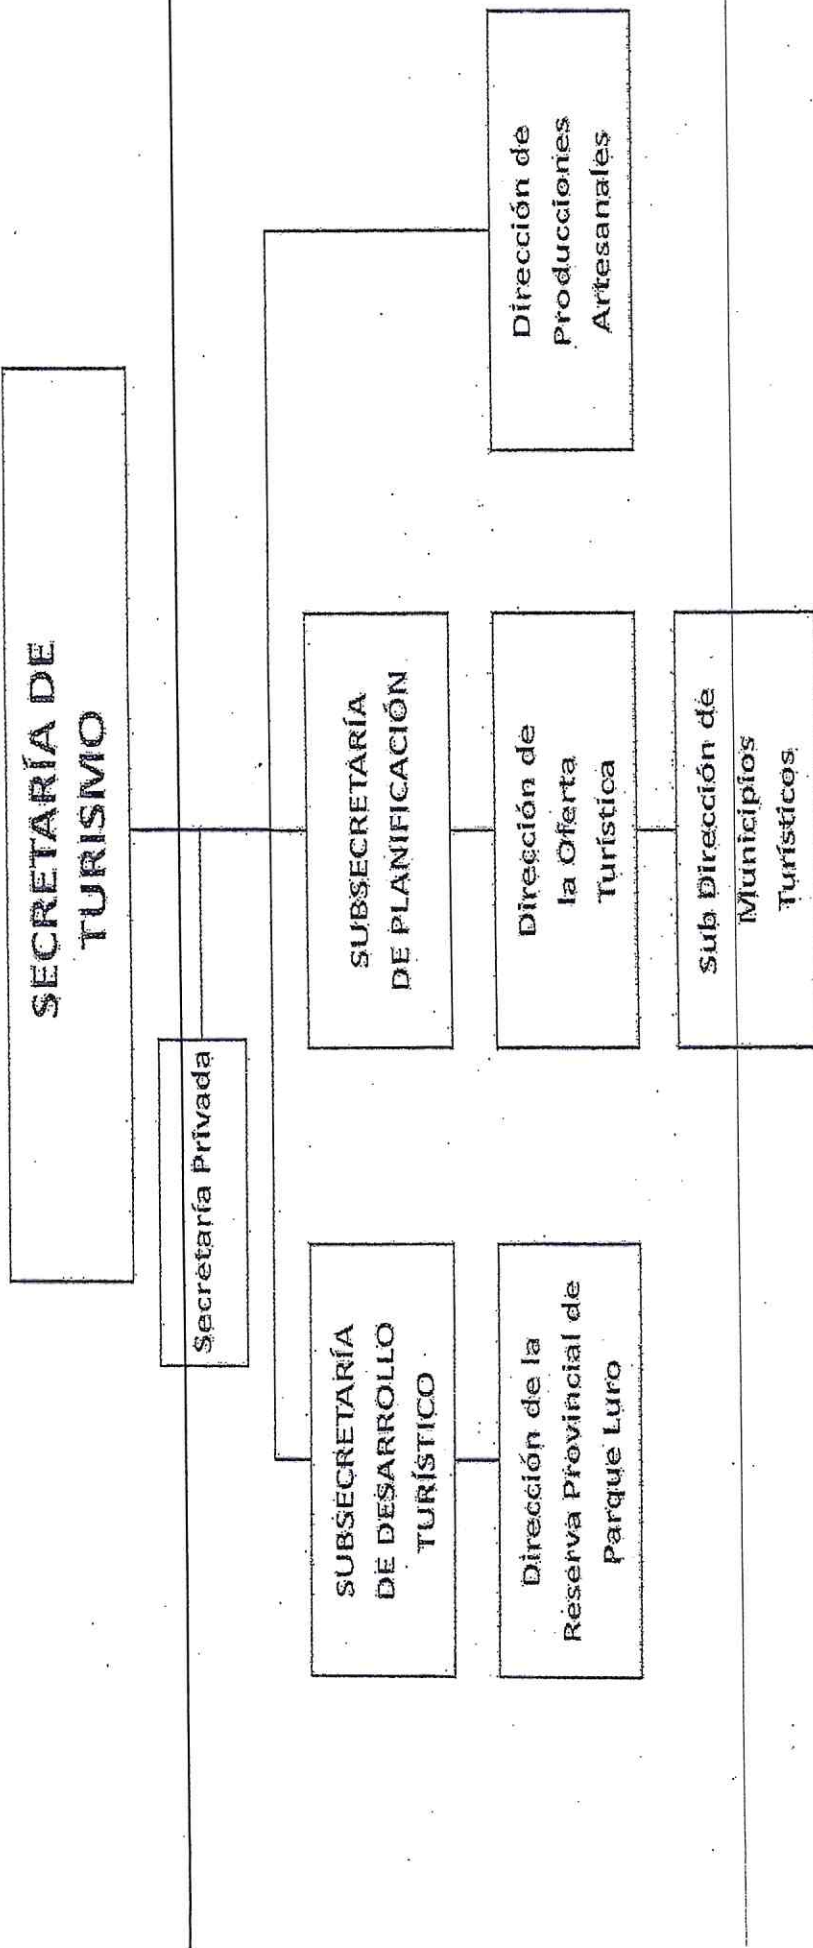 SECRETARÍA DE
TURISMO
Secretaría Privada
SUBSECRETARÍA
DE DESARROLLO
TURÍSTICO
SUBSECRETARÍA
DE PLANIFICACIÓN
Dirección de la
Reserva Provincial de
Parque Luro
Dirección de
la Oferta
Turística
Dirección de
Producciones
Artesanales
Sub Dirección de
Municipios
Turísticos